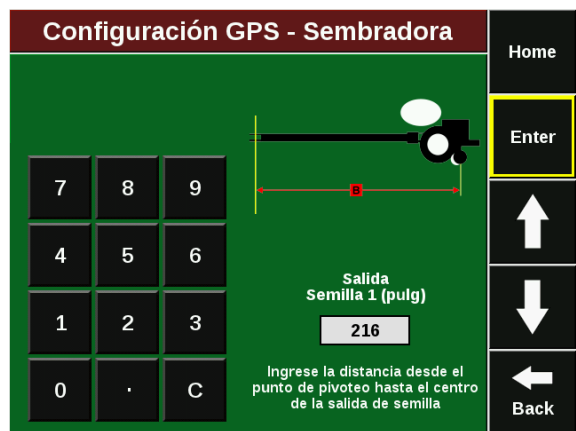 Configuración GPS - Sembradora
Home
Enter
7 8 9
4 5 6
1 2 3
0 . C
B
Salida
Semilla 1 (pulg)
216
Ingrese la distancia desde el
punto de pivoteo hasta el centro
de la salida de semilla
Back